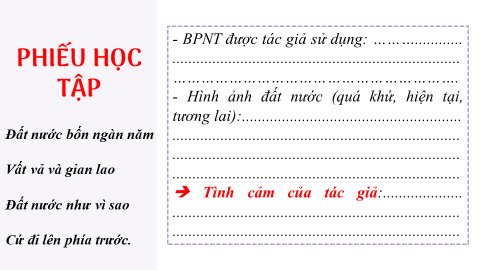 PHIẾU HỌC
TẬP
Đất nước bốn ngàn năm
Vất vả và gian lao
Đất nước như vì sao
Cứ đi lên phía trước.
- BPNT được tác giả sử dụng: ..................
..................................................................
..................................................................
- Hình ảnh đất nước (quá khứ, hiện tại,
tương lai):..................................................
..................................................................
..................................................................
..................................................................
➔ Tình cảm của tác giả:..................
..................................................................
..................................................................